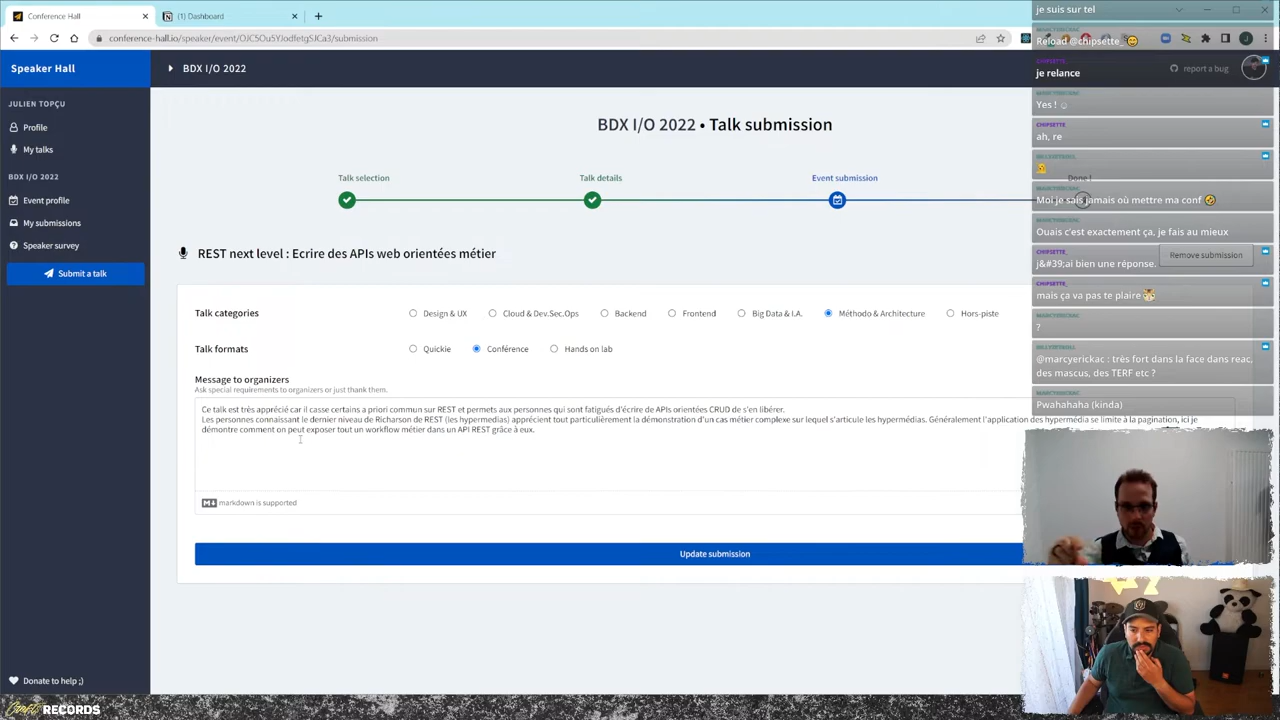 Conference Hall
(1) Dashboard
conference-hall.io/speaker/event/OJC5Ou5YJodfetgSJCa3/submission
Speaker Hall
BDX I/O 2022
report a bug
JULIEN TOPÇU
Profile
My talks
BDX I/O 2022
Event profile
My submissions
Speaker survey
Submit a talk
Donate to help ;)
BDX I/O 2022 • Talk submission
Talk selection
Talk details
Event submission
Done !
REST next level : Ecrire des APIs web orientées métier
Remove submission
Talk categories
Design & UX
Cloud & Dev.Sec.Ops
Backend
Frontend
Big Data & I.A.
Méthodo & Architecture
Hors-piste
Talk formats
Quickie
Conférence
Hands on lab
Message to organizers
Ask special requirements to organizers or just thank them.
Ce talk est très apprécié car il casse certains a priori commun sur REST et permets aux personnes qui sont fatigués d'écrire de APIs orientées CRUD de s'en libérer.
Les personnes connaissant le dernier niveau de Richarson de REST (les hypermedias) apprécient tout particulièrement la démonstration d'un cas métier complexe sur lequel s'articule les hypermédias. Généralement l'application des hypermédia se limite à la pagination, ici je
démontre comment on peut exposer tout un workflow métier dans un API REST grâce à eux.
markdown is supported
Update submission
je suis sur tel
Reload @chipsette_
CHIPSETTE_
je relance
Yes !
CHIPSETTE_
ah, re
Moi je sais jamais où mettre ma conf
Ouais c'est exactement ça, je fais au mieux
CHIPSETTE_
j&#39;ai bien une réponse.
CHIPSETTE_
mais ça va pas te plaire
?
@marcyerickac : très fort dans la face dans reac,
des mascus, des TERF etc ?
Pwahahaha (kinda)
Crafts RECORDS